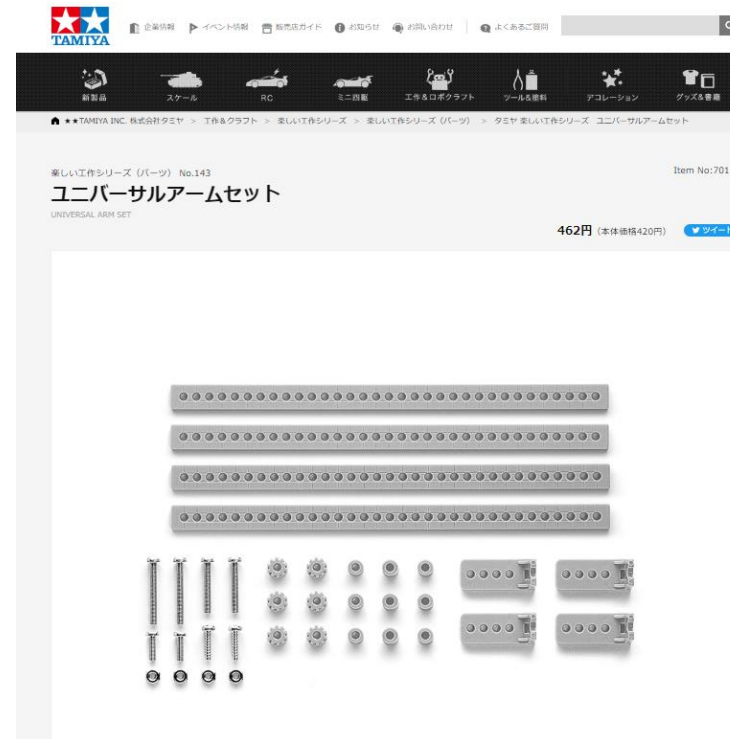 TAMIYA
企業情報 イベント情報 販売店ガイド お知らせ お問い合わせ よくあるご質問
新製品 スケール RC ミニ四駆 工作&ロボクラフト ツール&塗料 デコレーション グッズ&書籍
★★TAMIYA INC. 株式会社タミヤ > 工作&クラフト > 楽しい工作シリーズ > 楽しい工作シリーズ（パーツ） > タミヤ 楽しい工作シリーズ ユニバーサルアームセット
楽しい工作シリーズ（パーツ） No.143
Item No:701
ユニバーサルアームセット
UNIVERSAL ARM SET
462円（本体価格420円） ツイート